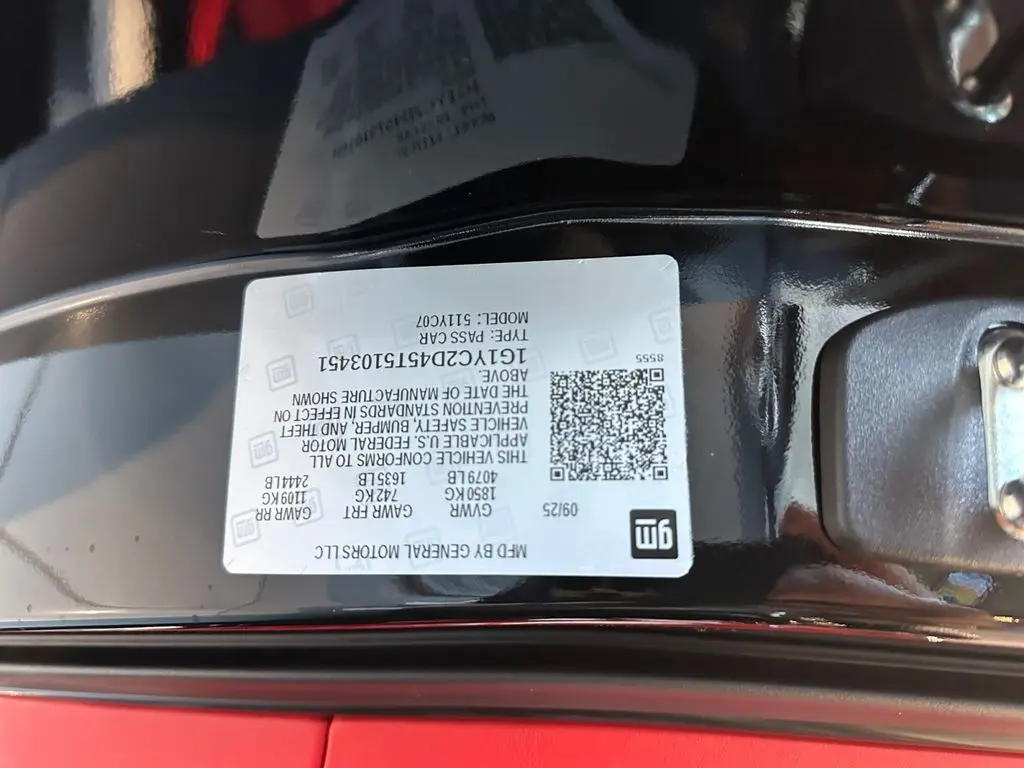 gm MFD BY GENERAL MOTORS LLC
09/25 GVWR GAWR FRT GAWR RR
1850 KG 742 KG 1109 KG
4079 LB 1635 LB 2444 LB
THIS VEHICLE CONFORMS TO ALL
APPLICABLE U.S. FEDERAL MOTOR
VEHICLE SAFETY, BUMPER, AND THEFT
PREVENTION STANDARDS IN EFFECT ON
THE DATE OF MANUFACTURE SHOWN
ABOVE.
8555
1G1YC2D45T5103451
TYPE: PASS CAR
MODEL: 511YC07